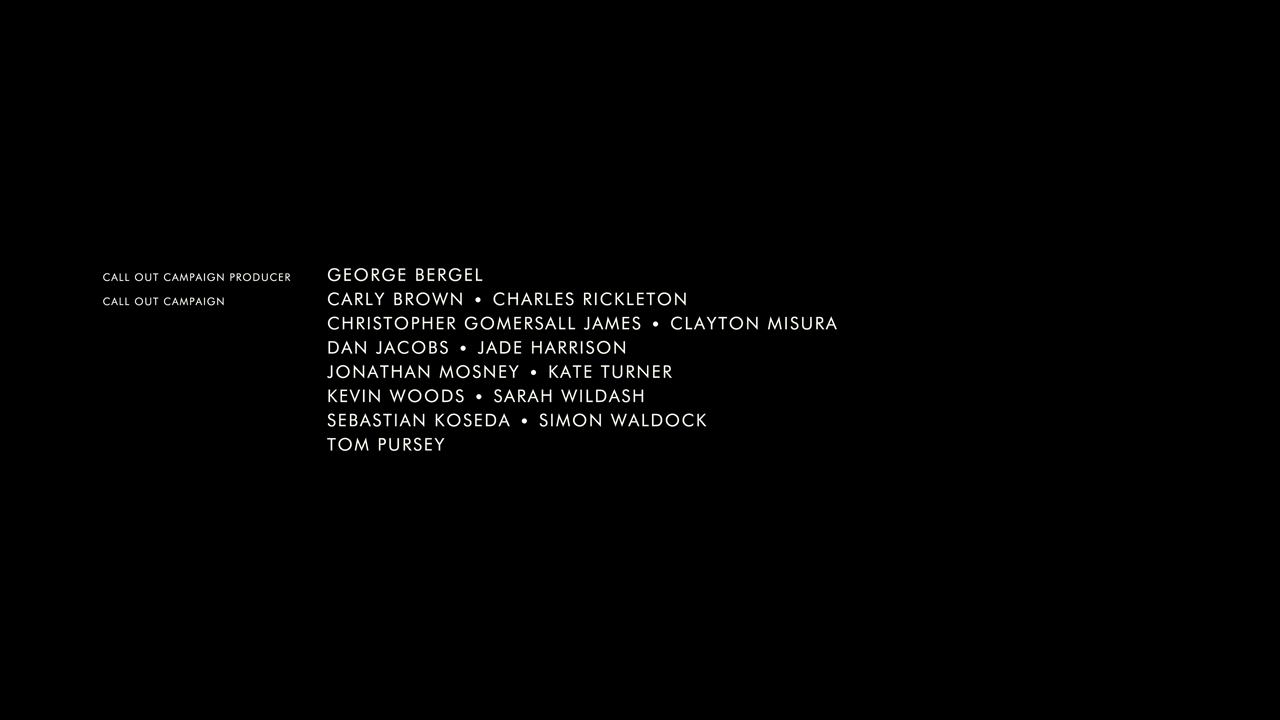 CALL OUT CAMPAIGN PRODUCER GEORGE BERGEL
CALL OUT CAMPAIGN CARLY BROWN • CHARLES RICKLETON
CHRISTOPHER GOMERSALL JAMES • CLAYTON MISURA
DAN JACOBS • JADE HARRISON
JONATHAN MOSNEY • KATE TURNER
KEVIN WOODS • SARAH WILDASH
SEBASTIAN KOSEDA • SIMON WALDOCK
TOM PURSEY